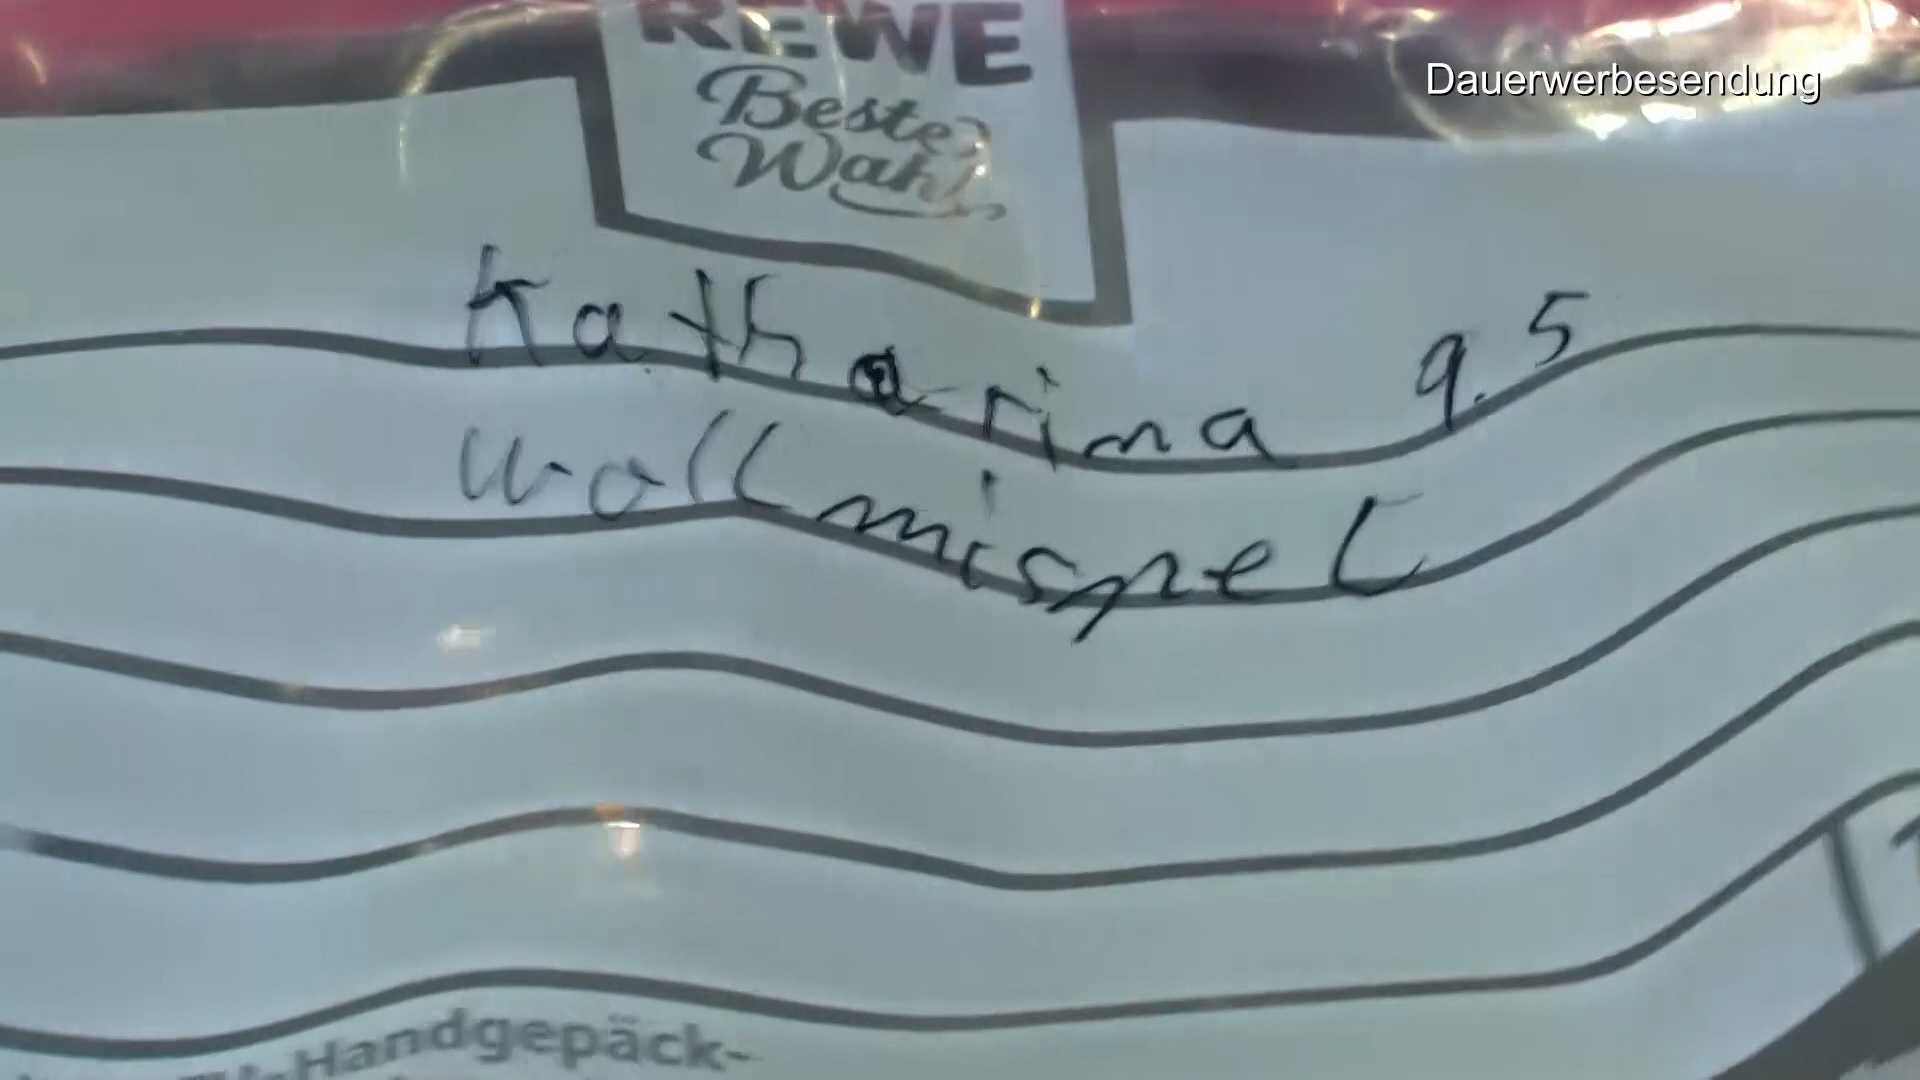 REWE
Dauerwerbesendung
Beste
Wahl
Katharina 9.5
Wollmispel
-Handgepäck-